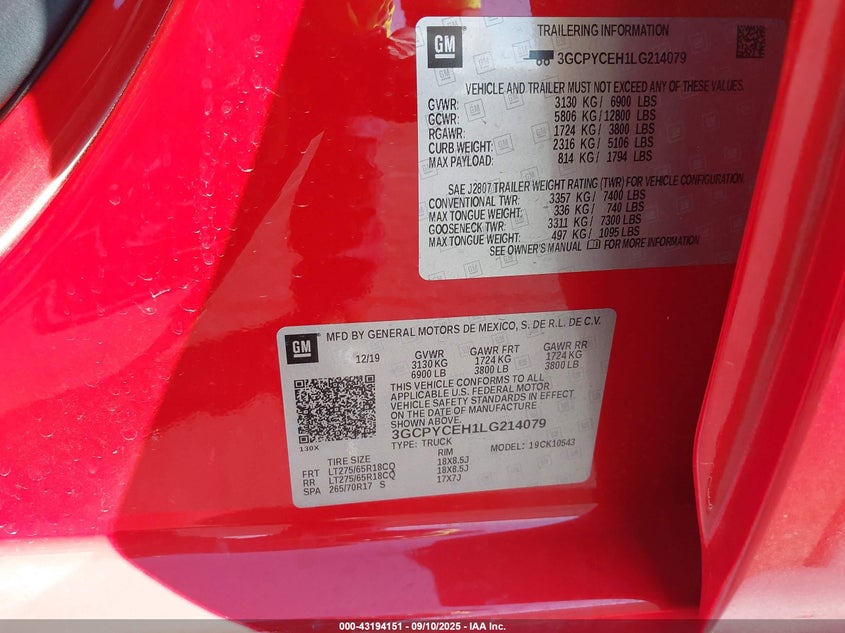 GM
TRAILERING INFORMATION
3GCPYCEH1LG214079
VEHICLE AND TRAILER MUST NOT EXCEED ANY OF THESE VALUES.
GVWR: 3130 KG / 6900 LBS
GCWR: 5806 KG / 12800 LBS
RGAWR: 1724 KG / 3800 LBS
CURB WEIGHT: 2316 KG / 5106 LBS
MAX PAYLOAD: 814 KG / 1794 LBS
SAE J2807 TRAILER WEIGHT RATING (TWR) FOR VEHICLE CONFIGURATION.
CONVENTIONAL TWR: 3357 KG / 7400 LBS
MAX TONGUE WEIGHT: 336 KG / 740 LBS
GOOSENECK TWR: 3311 KG / 7300 LBS
MAX TONGUE WEIGHT: 497 KG / 1095 LBS
SEE OWNER'S MANUAL FOR MORE INFORMATION
GM
MFD BY GENERAL MOTORS DE MEXICO, S. DE R.L. DE C.V.
12/19 GVWR GAWR FRT GAWR RR
3130 KG 1724 KG 1724 KG
6900 LB 3800 LB 3800 LB
THIS VEHICLE CONFORMS TO ALL
APPLICABLE U.S. FEDERAL MOTOR
VEHICLE SAFETY STANDARDS IN EFFECT
ON THE DATE OF MANUFACTURE
SHOWN ABOVE.
3GCPYCEH1LG214079
130X TYPE: TRUCK MODEL: 19CK10543
TIRE SIZE RIM
FRT LT275/65R18CQ 18X8.5J
RR LT275/65R18CQ 18X8.5J
SPA 265/70R17 S 17X7J
000-43194151 - 09/10/2025 - IAA Inc.